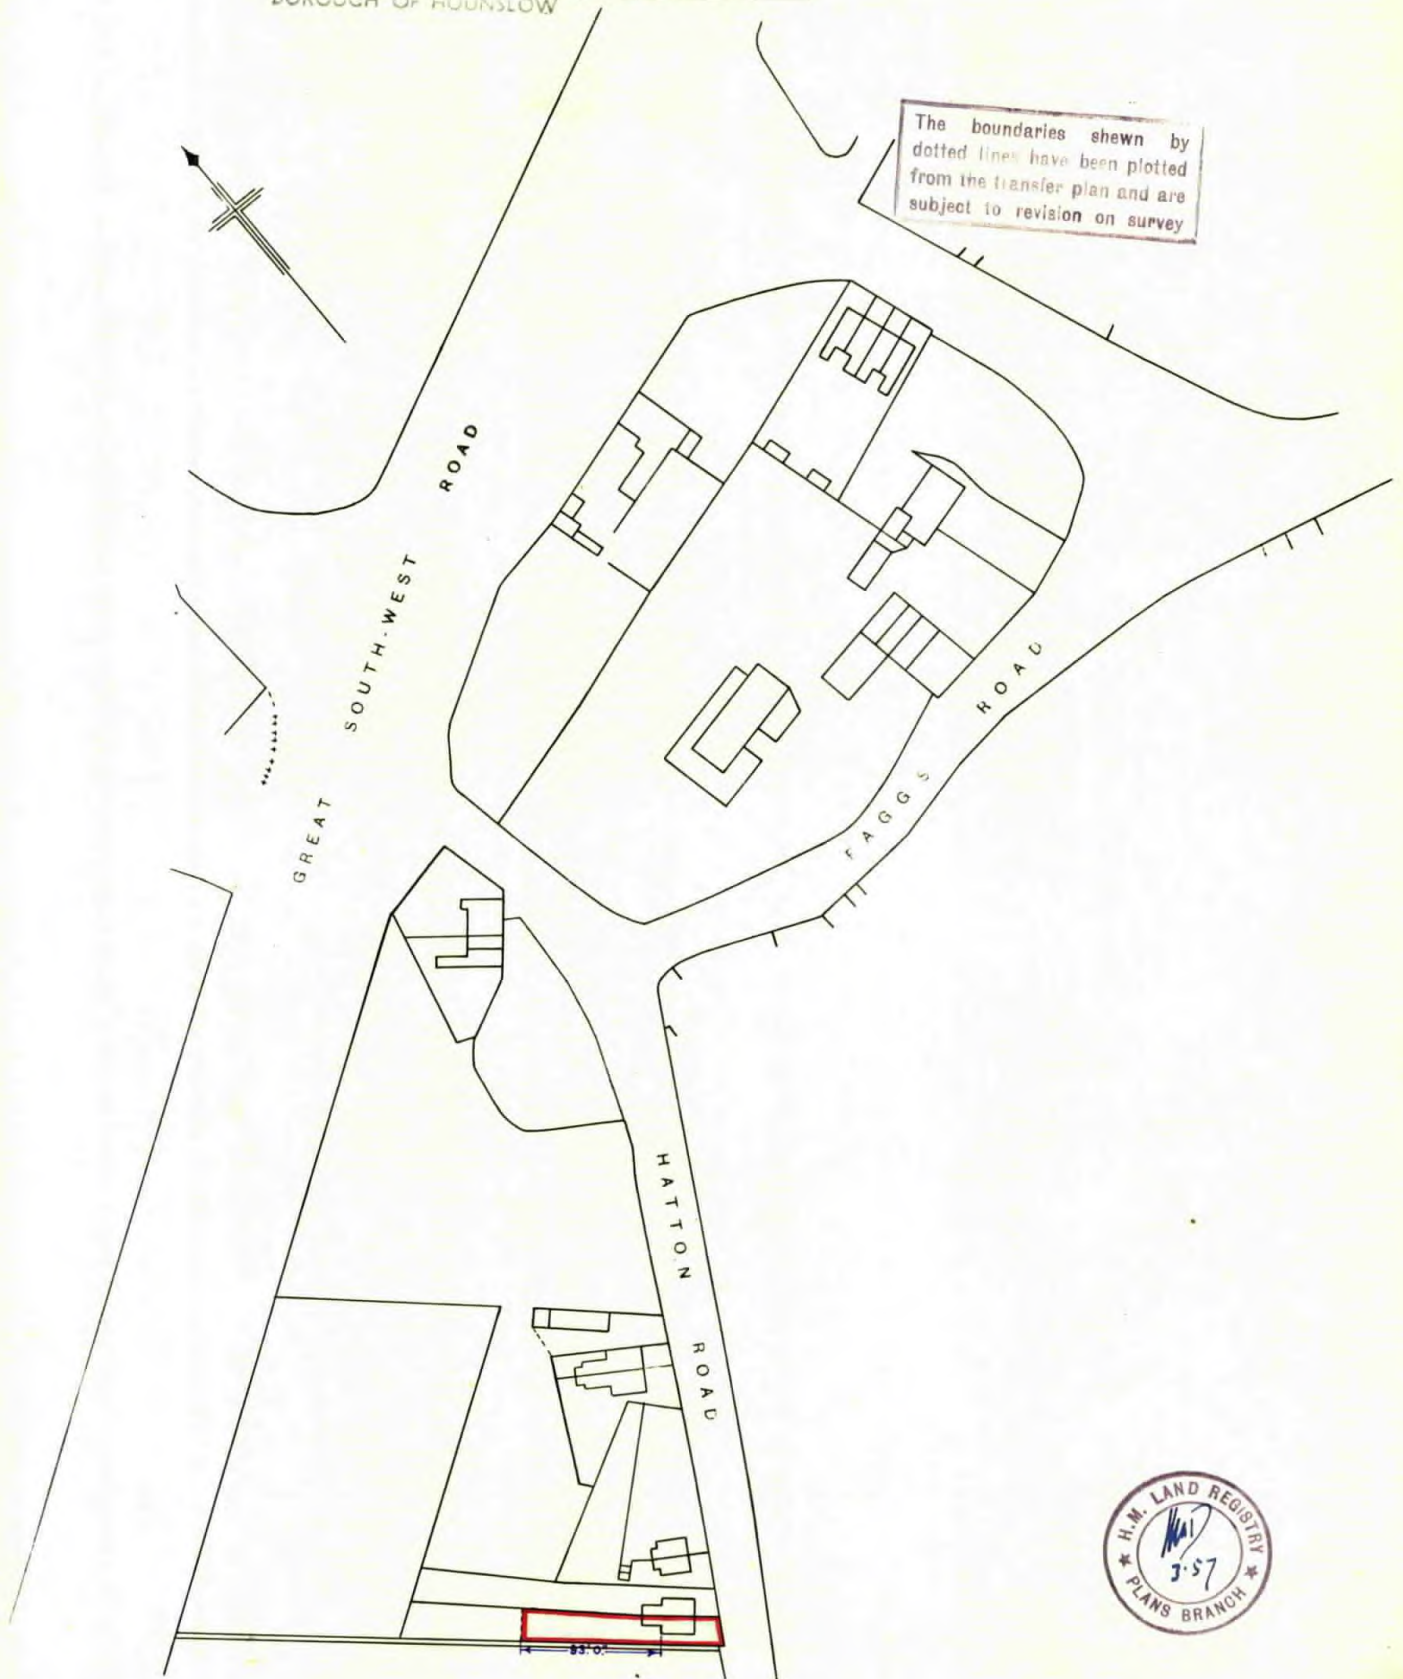 BOROUGH OF HOUNSLOW
The boundaries shewn by
dotted lines have been plotted
from the transfer plan and are
subject to revision on survey
GREAT SOUTH-WEST ROAD
FAGGS ROAD
HATTON ROAD
H.M. LAND REGISTRY
3·57
PLANS BRANCH